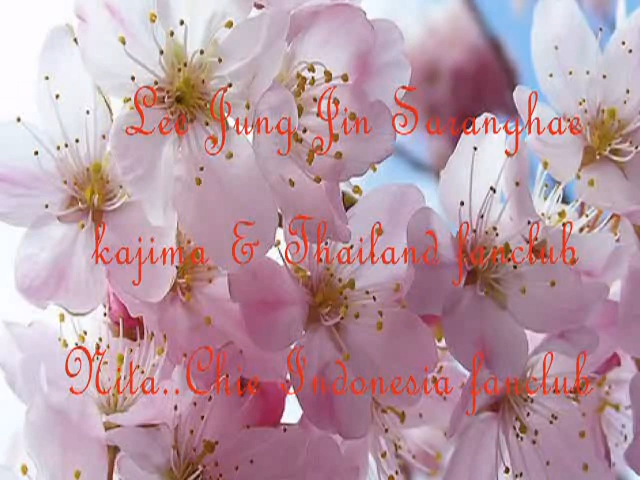 Lee Jung Jin Saranghae
kajima & Thailand fanclub
Nita..Chie Indonesia fanclub